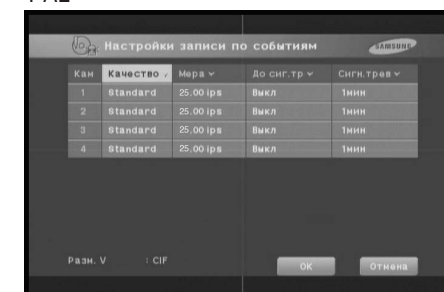 Настройки записи по событиям SAMSUNG
Кам Качество Мера До сиг.тр Сигн.трев
1 Standard 25.00 ips Выкл 1мин
2 Standard 25.00 ips Выкл 1мин
3 Standard 25.00 ips Выкл 1мин
4 Standard 25.00 ips Выкл 1мин
Разн. V : CIF
OK Отмена